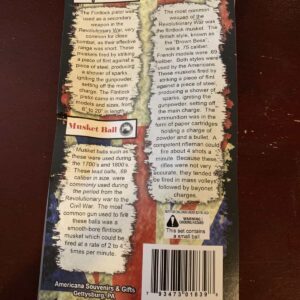 The flintlock pistol was
used as a secondary
weapon in the
Revolutionary War, very
common for close
combat, as their effective
range was short. These
muskets fired by striking
a piece of flint against a
piece of steel, producing
a shower of sparks,
igniting the gunpowder,
setting off the main
charge. The flintlock
pistol came in many
models and sizes, from
6" to 20" in length.
Musket Ball
Musket balls such as
these were used during
the 1700's and 1800's.
These lead balls, .69
caliber in size, were
commonly used during
the period from the
Revolutionary War to the
Civil War. The most
common gun used to fire
these balls was a
smooth-bore flintlock
musket which could be
fired at a rate of 2 to 4
times per minute.
Americana Souvenirs & Gifts
Gettysburg, PA
The most common
weapon of the
Revolutionary War was
the flintlock musket. The
British style, known as
the "Brown Bess",
was .75 caliber.
French models were .69
caliber. Both styles were
used by the Americans.
These muskets fired by
striking a piece of flint
against a piece of steel,
producing a shower of
sparks, igniting the
gunpowder, setting off
the main charge. The
ammunition was in the
form of paper cartridges
holding a charge of
powder and a bullet. A
competent rifleman could
fire about 4 shots a
minute. Because these
rifles were not very
accurate, they tended to
be fired in mass volleys
followed by bayonet
charges.
WARNING
This set contains
a small ball